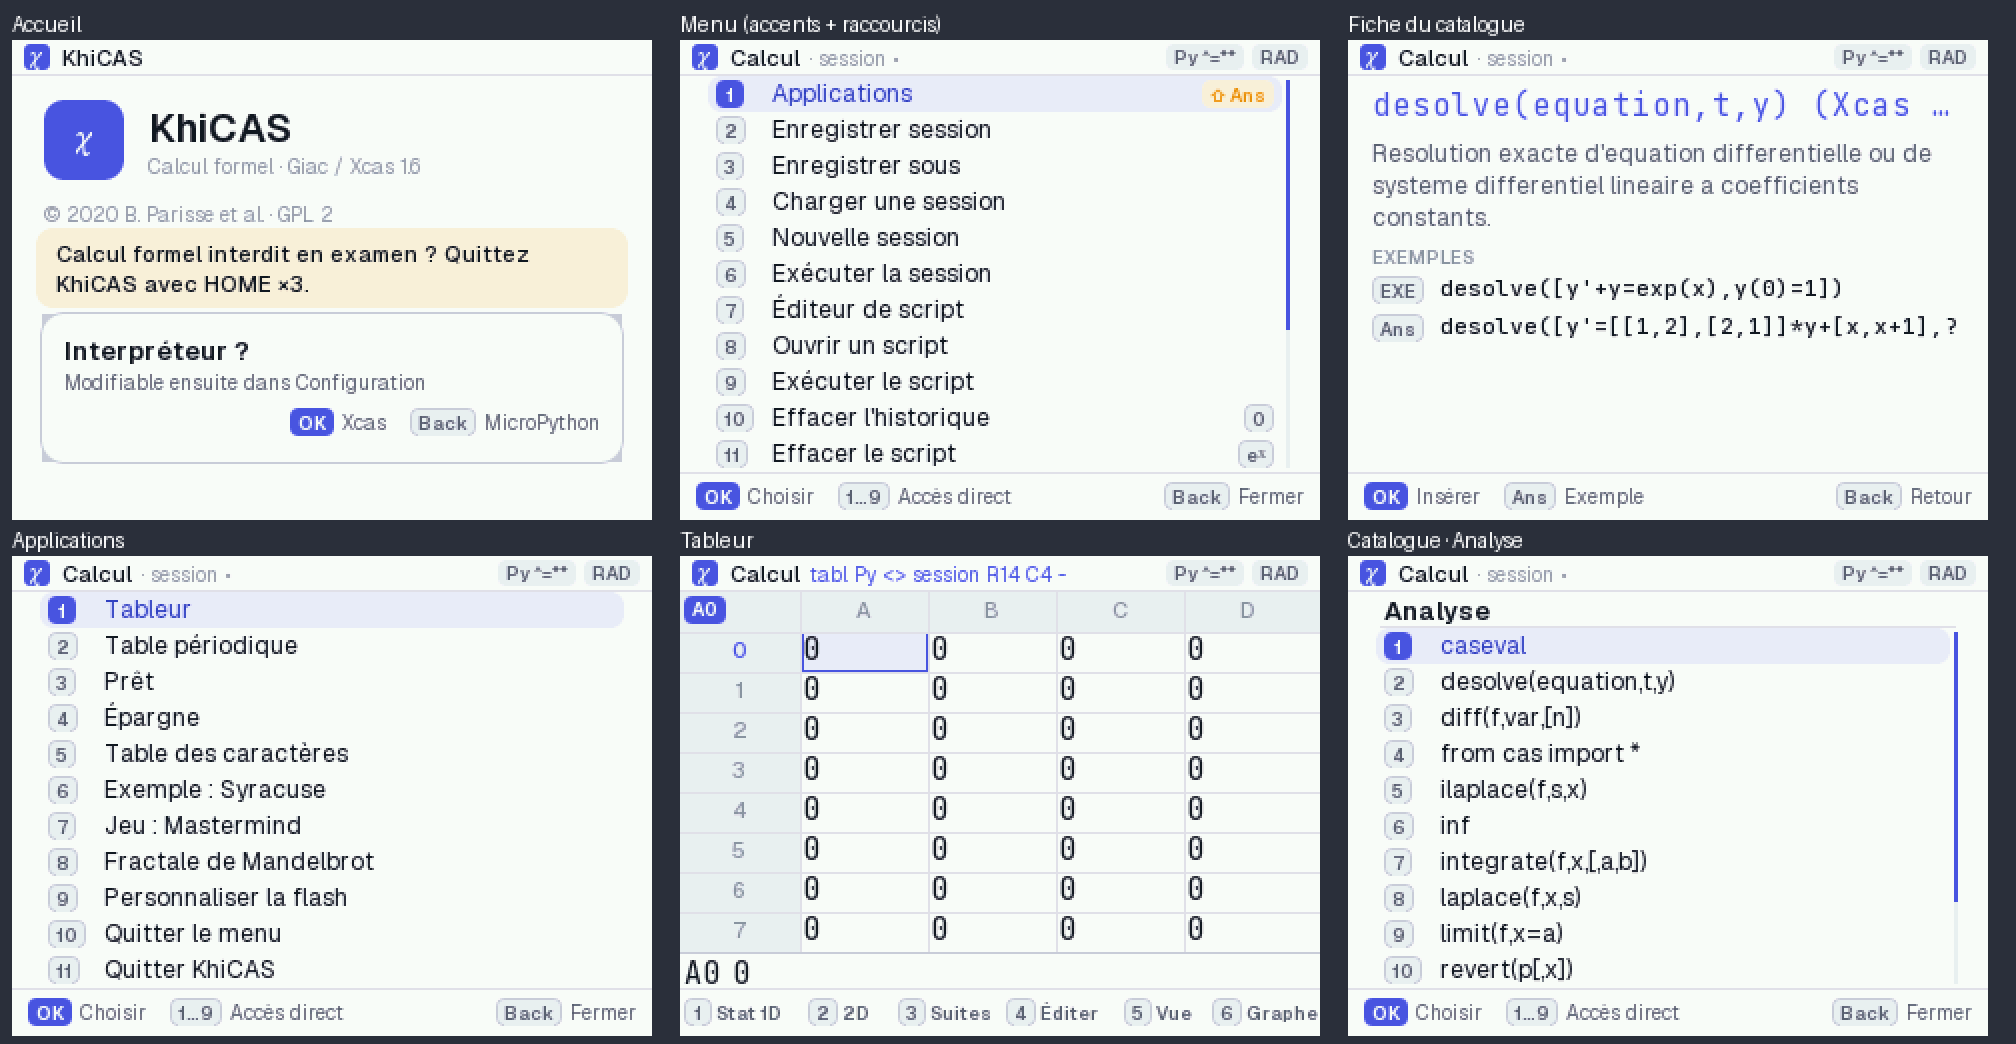 Accueil
χ KhiCAS
χ KhiCAS
Calcul formel · Giac / Xcas 1.6
© 2020 B. Parisse et al. · GPL 2
Calcul formel interdit en examen ? Quittez
KhiCAS avec HOME ×3.
Interpréteur ?
Modifiable ensuite dans Configuration
OK Xcas Back MicroPython
Menu (accents + raccourcis)
χ Calcul · session • Py ^=** RAD
1 Applications ⇧ Ans
2 Enregistrer session
3 Enregistrer sous
4 Charger une session
5 Nouvelle session
6 Exécuter la session
7 Éditeur de script
8 Ouvrir un script
9 Exécuter le script
10 Effacer l'historique 0
11 Effacer le script eˣ
OK Choisir 1…9 Accès direct Back Fermer
Fiche du catalogue
χ Calcul · session • Py ^=** RAD
desolve(equation,t,y) (Xcas …
Resolution exacte d'equation differentielle ou de
systeme differentiel lineaire a coefficients
constants.
EXEMPLES
EXE desolve([y'+y=exp(x),y(0)=1])
Ans desolve([y'=[[1,2],[2,1]]*y+[x,x+1],?
OK Insérer Ans Exemple Back Retour
Applications
χ Calcul · session • Py ^=** RAD
1 Tableur
2 Table périodique
3 Prêt
4 Épargne
5 Table des caractères
6 Exemple : Syracuse
7 Jeu : Mastermind
8 Fractale de Mandelbrot
9 Personnaliser la flash
10 Quitter le menu
11 Quitter KhiCAS
OK Choisir 1…9 Accès direct Back Fermer
Tableur
χ Calcul tabl Py <> session R14 C4 - Py ^=** RAD
A0 A B C D
0 0 0 0 0
1 0 0 0 0
2 0 0 0 0
3 0 0 0 0
4 0 0 0 0
5 0 0 0 0
6 0 0 0 0
7 0 0 0 0
A0 0
1 Stat 1D 2 2D 3 Suites 4 Éditer 5 Vue 6 Graphe
Catalogue · Analyse
χ Calcul · session • Py ^=** RAD
Analyse
1 caseval
2 desolve(equation,t,y)
3 diff(f,var,[n])
4 from cas import *
5 ilaplace(f,s,x)
6 inf
7 integrate(f,x,[,a,b])
8 laplace(f,x,s)
9 limit(f,x=a)
10 revert(p[,x])
OK Choisir 1…9 Accès direct Back Fermer